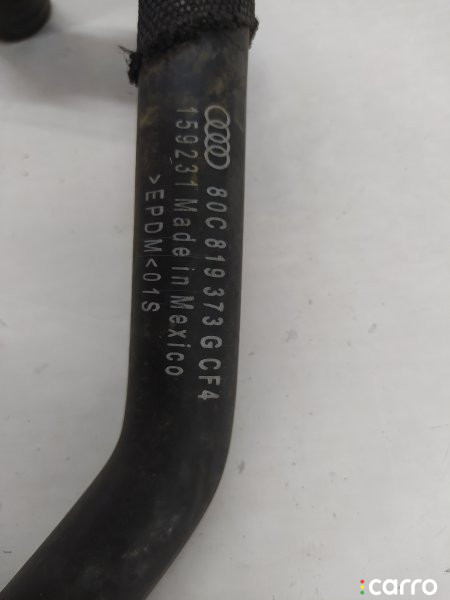 80C 819 373 G CF4
159231 Made in Mexico
>EPDM< 01S
carro